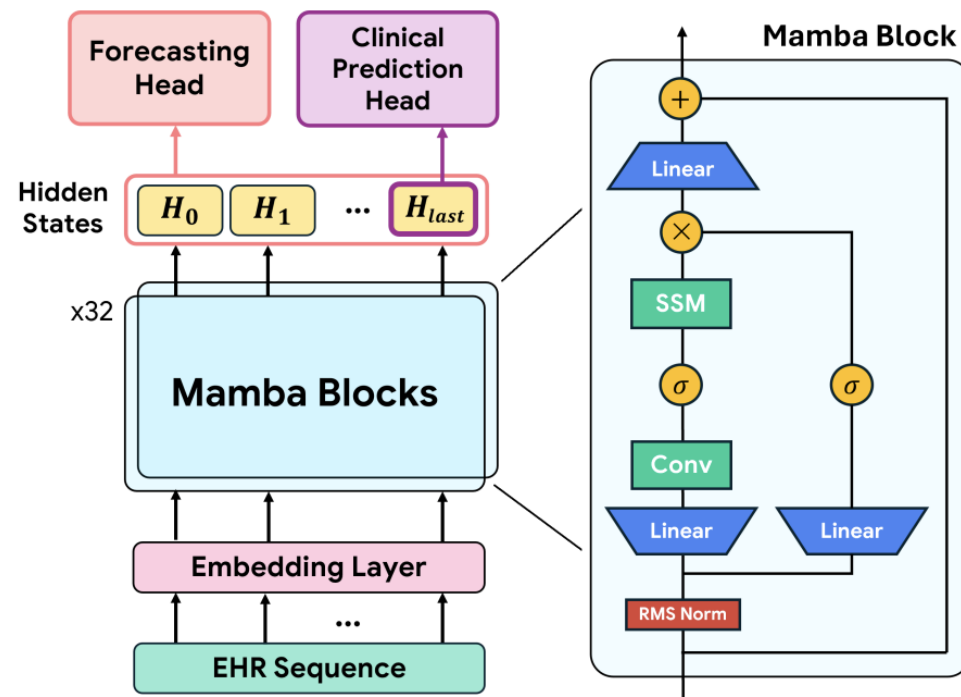 Forecasting
Head
Clinical
Prediction
Head
Hidden
States
H₀
H₁
...
H_last
x32
Mamba Blocks
Embedding Layer
...
EHR Sequence
Mamba Block
+
Linear
×
SSM
σ
σ
Conv
Linear
Linear
RMS Norm